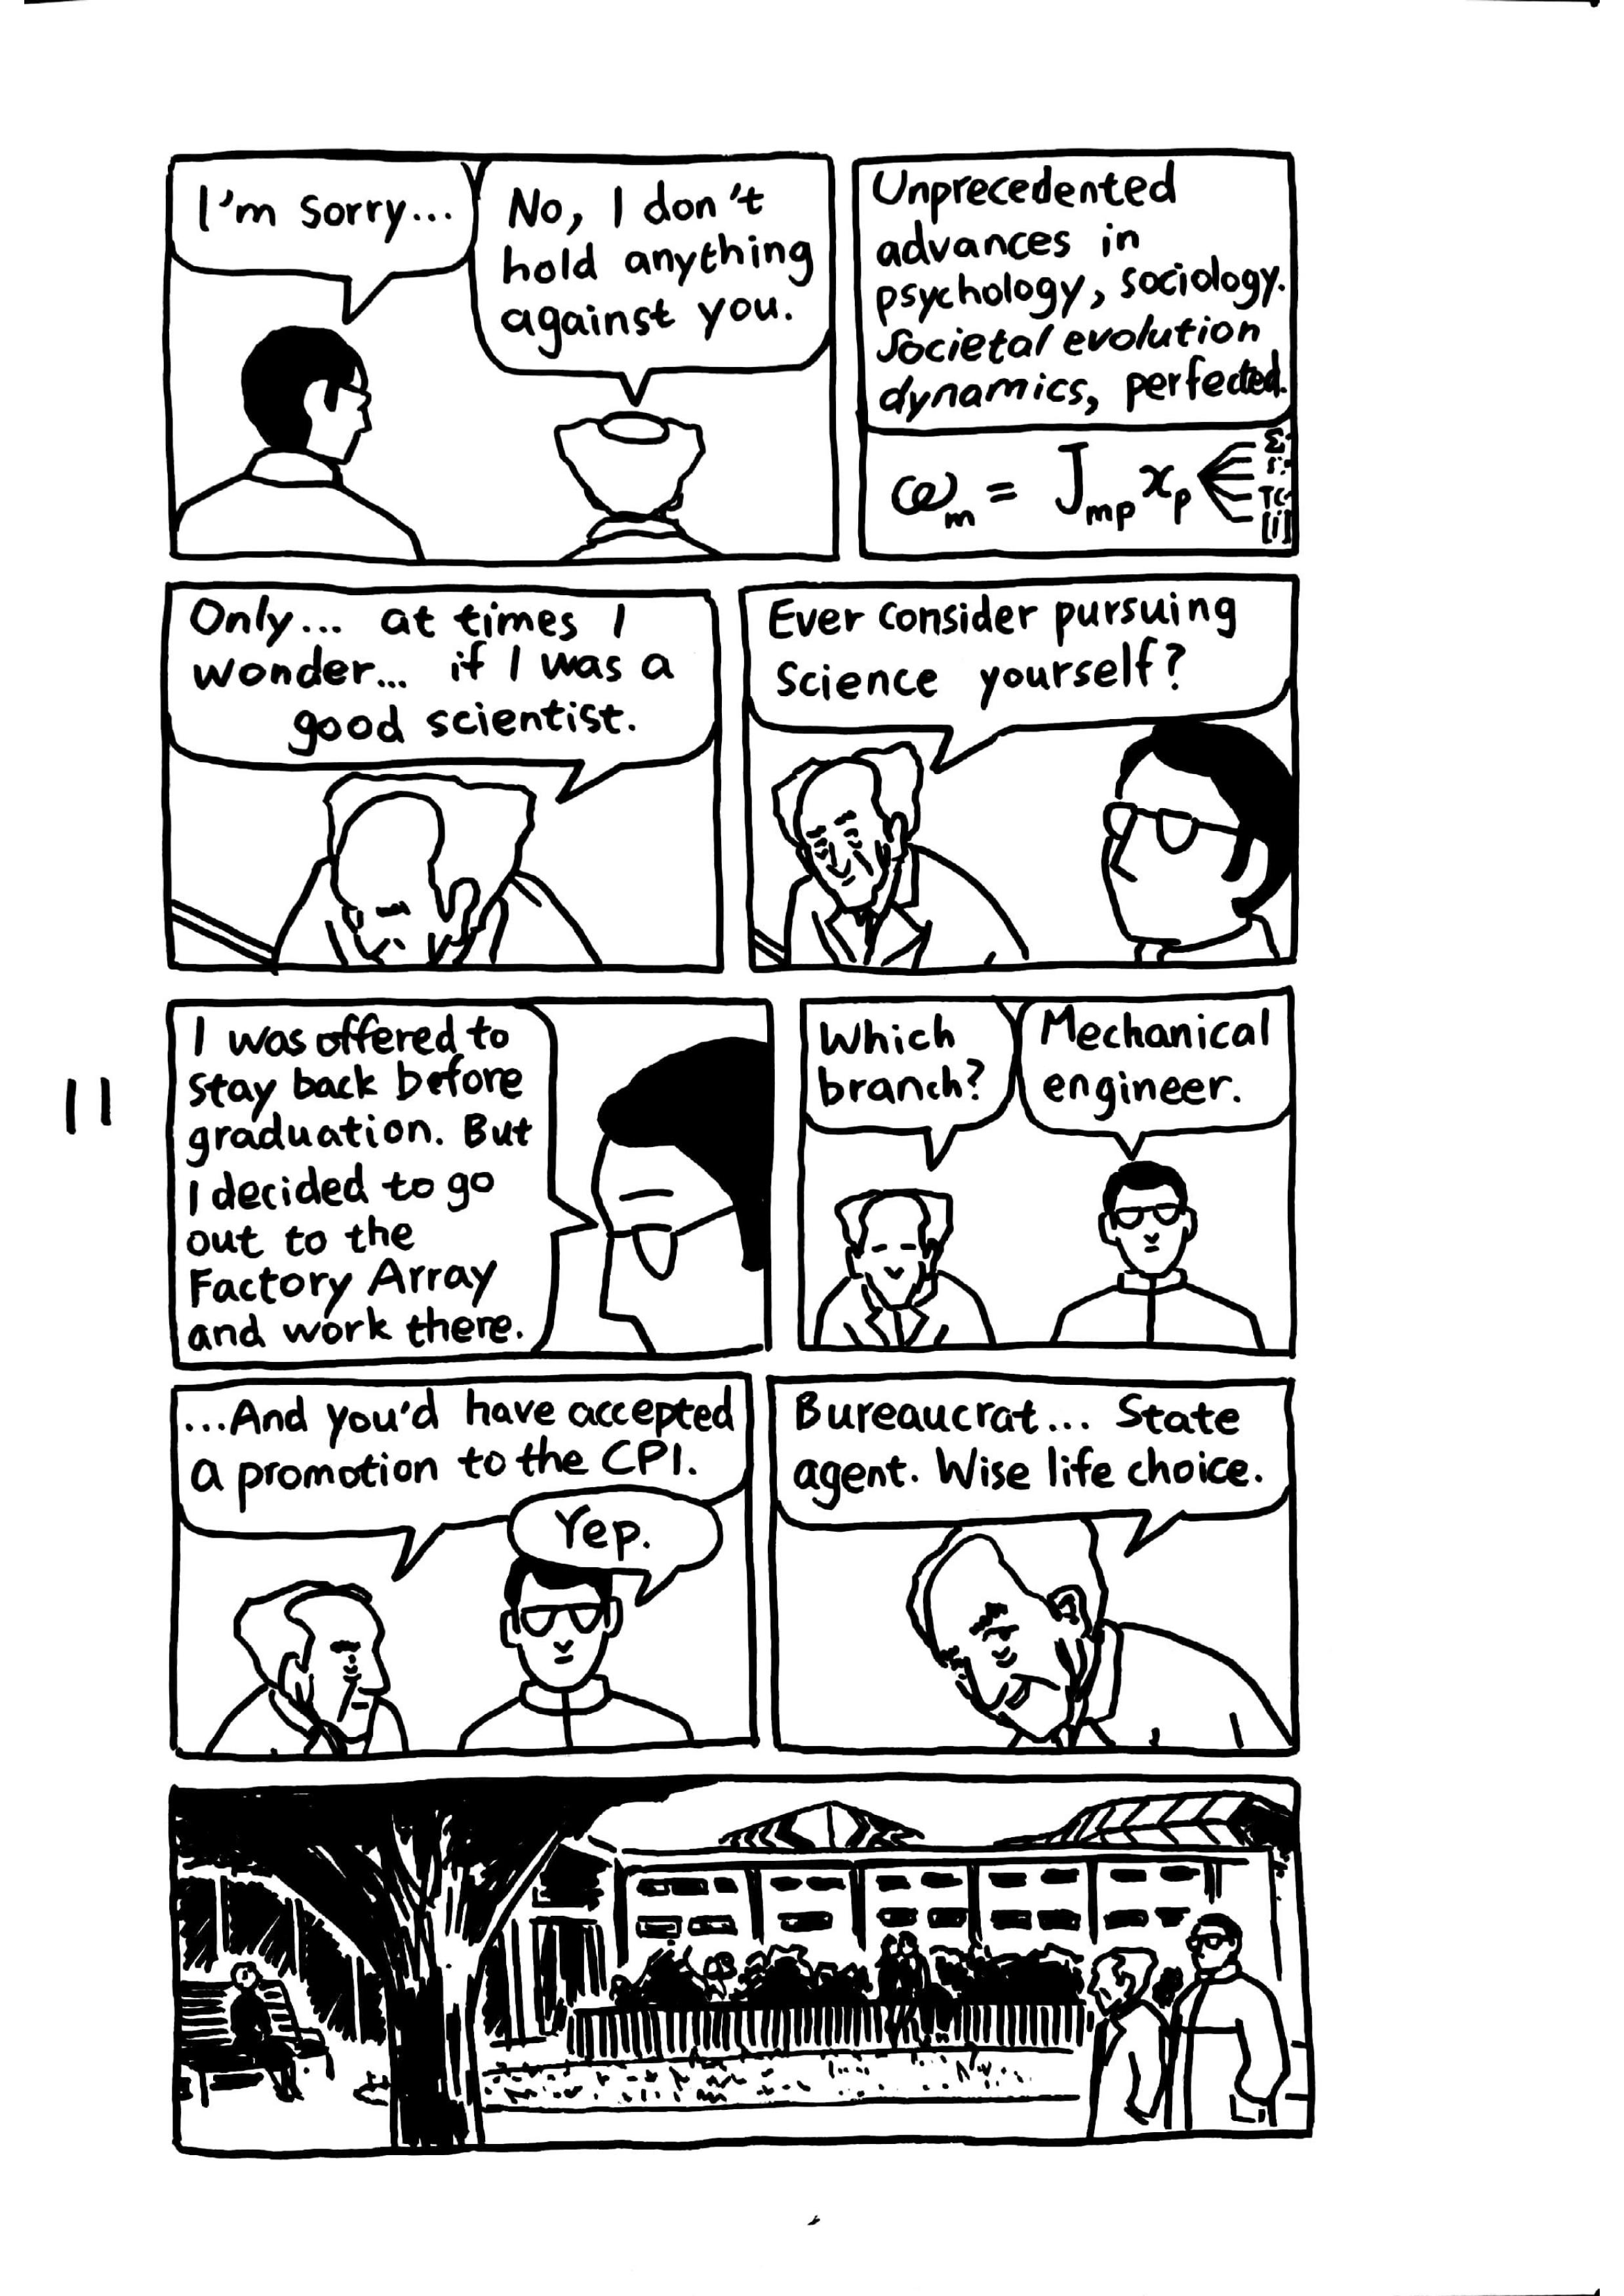 I'm sorry...
No, I don't
hold anything
against you.
Unprecedented
advances in
psychology, sociology.
Societal evolution
dynamics, perfected.
ω_m = J_mp x_p
Only... at times I
wonder... if I was a
good scientist.
Ever consider pursuing
science yourself?
11
I was offered to
stay back before
graduation. But
I decided to go
out to the
Factory Array
and work there.
Which
branch?
Mechanical
engineer.
...And you'd have accepted
a promotion to the CPI.
Yep.
Bureaucrat... State
agent. Wise life choice.